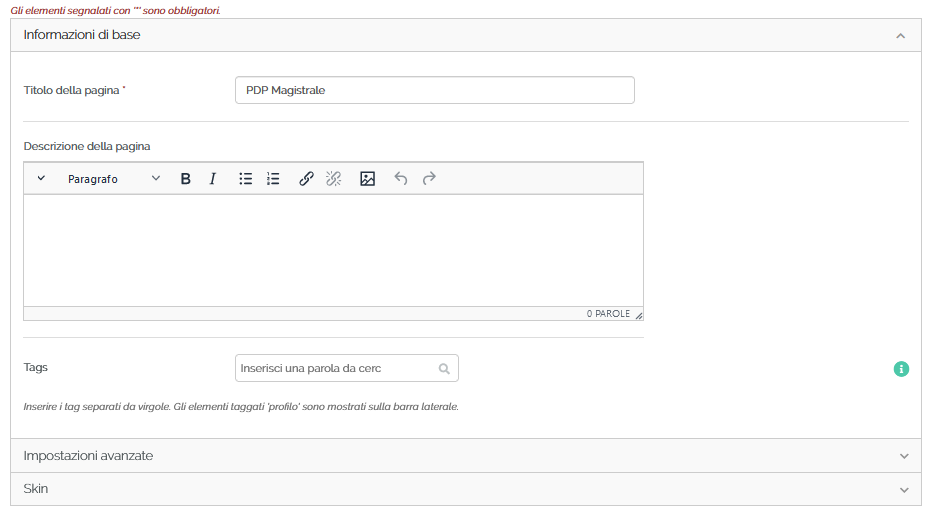 Gli elementi segnalati con '*' sono obbligatori.
Informazioni di base
Titolo della pagina *
PDP Magistrale
Descrizione della pagina
Paragrafo B I
0 PAROLE
Tags
Inserisci una parola da cerc
Inserire i tag separati da virgole. Gli elementi taggati 'profilo' sono mostrati sulla barra laterale.
Impostazioni avanzate
Skin